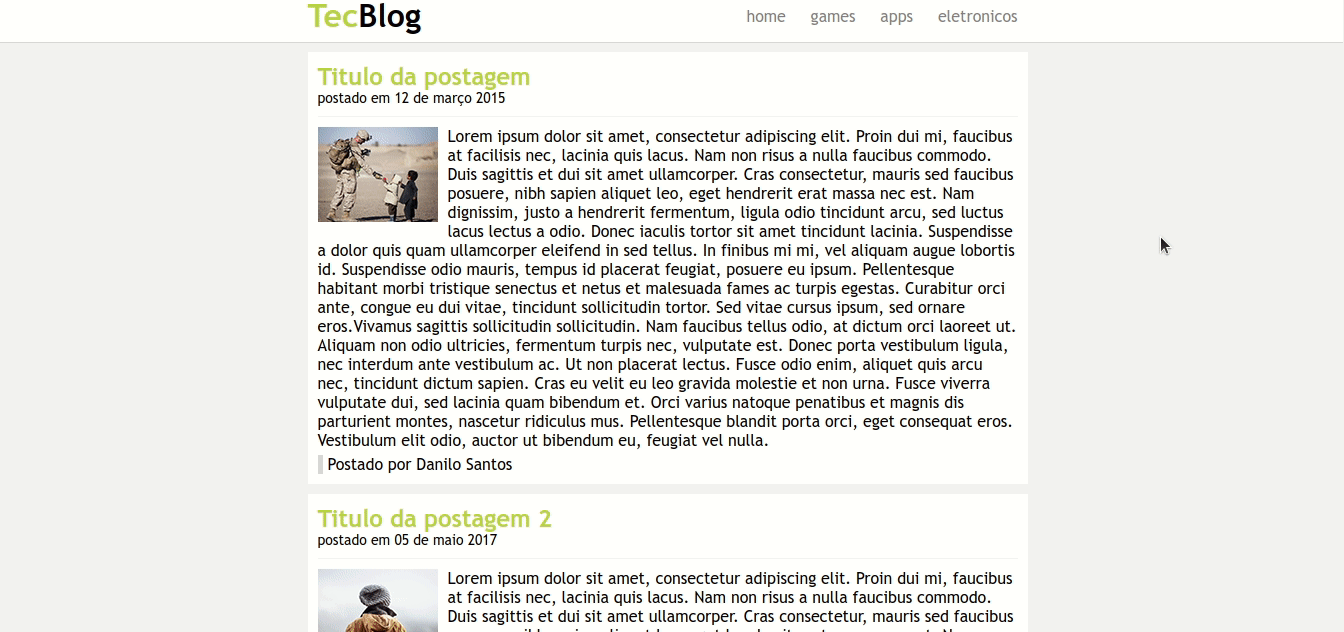 TecBlog
home games apps eletronicos
Titulo da postagem
postado em 12 de março 2015
Lorem ipsum dolor sit amet, consectetur adipiscing elit. Proin dui mi, faucibus
at facilisis nec, lacinia quis lacus. Nam non risus a nulla faucibus commodo.
Duis sagittis et dui sit amet ullamcorper. Cras consectetur, mauris sed faucibus
posuere, nibh sapien aliquet leo, eget hendrerit erat massa nec est. Nam
dignissim, justo a hendrerit fermentum, ligula odio tincidunt arcu, sed luctus
lacus lectus a odio. Donec iaculis tortor sit amet tincidunt lacinia. Suspendisse
a dolor quis quam ullamcorper eleifend in sed tellus. In finibus mi mi, vel aliquam augue lobortis
id. Suspendisse odio mauris, tempus id placerat feugiat, posuere eu ipsum. Pellentesque
habitant morbi tristique senectus et netus et malesuada fames ac turpis egestas. Curabitur orci
ante, congue eu dui vitae, tincidunt sollicitudin tortor. Sed vitae cursus ipsum, sed ornare
eros.Vivamus sagittis sollicitudin sollicitudin. Nam faucibus tellus odio, at dictum orci laoreet ut.
Aliquam non odio ultricies, fermentum turpis nec, vulputate est. Donec porta vestibulum ligula,
nec interdum ante vestibulum ac. Ut non placerat lectus. Fusce odio enim, aliquet quis arcu
nec, tincidunt dictum sapien. Cras eu velit eu leo gravida molestie et non urna. Fusce viverra
vulputate dui, sed lacinia quam bibendum et. Orci varius natoque penatibus et magnis dis
parturient montes, nascetur ridiculus mus. Pellentesque blandit porta orci, eget consequat eros.
Vestibulum elit odio, auctor ut bibendum eu, feugiat vel nulla.
Postado por Danilo Santos
Titulo da postagem 2
postado em 05 de maio 2017
Lorem ipsum dolor sit amet, consectetur adipiscing elit. Proin dui mi, faucibus
at facilisis nec, lacinia quis lacus. Nam non risus a nulla faucibus commodo.
Duis sagittis et dui sit amet ullamcorper. Cras consectetur, mauris sed faucibus